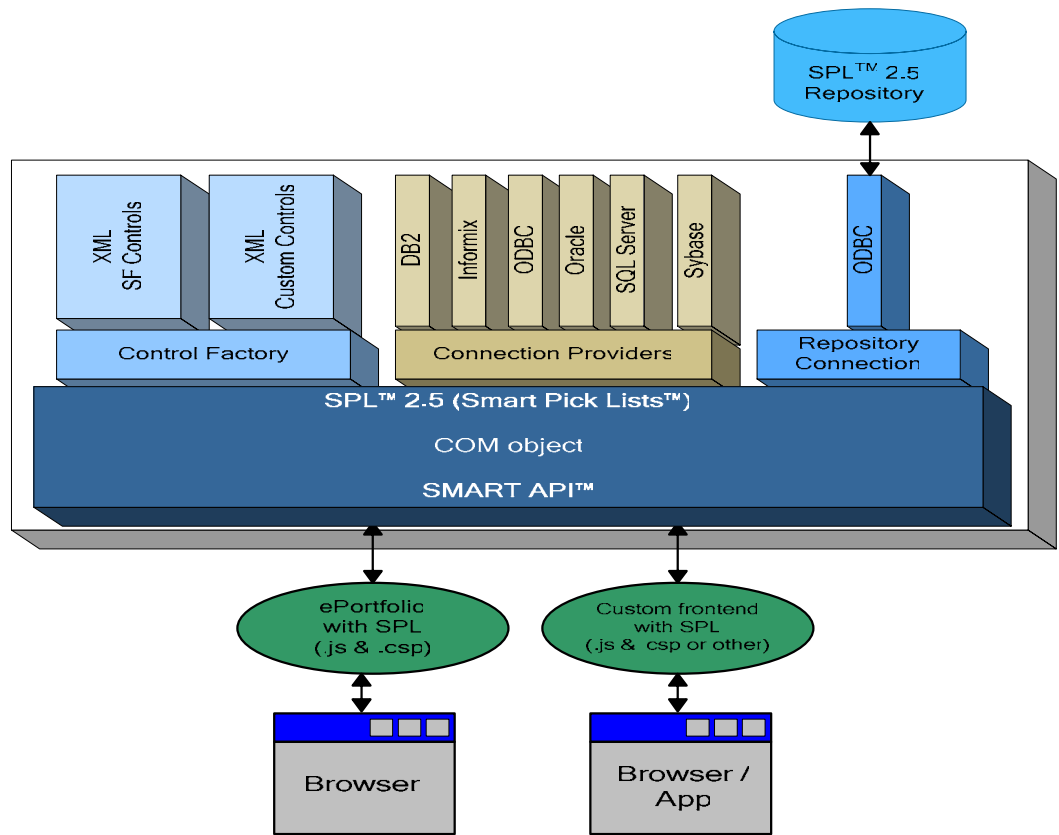 SPL™ 2.5
Repository
XML
SF Controls
XML
Custom Controls
DB2
Informix
ODBC
Oracle
SQL Server
Sybase
ODBC
Control Factory
Connection Providers
Repository
Connection
SPL™ 2.5 (Smart Pick Lists™)
COM object
SMART API™
ePortfolic
with SPL
(.js & .csp)
Custom frontend
with SPL
(.js & .csp or other)
Browser
Browser /
App